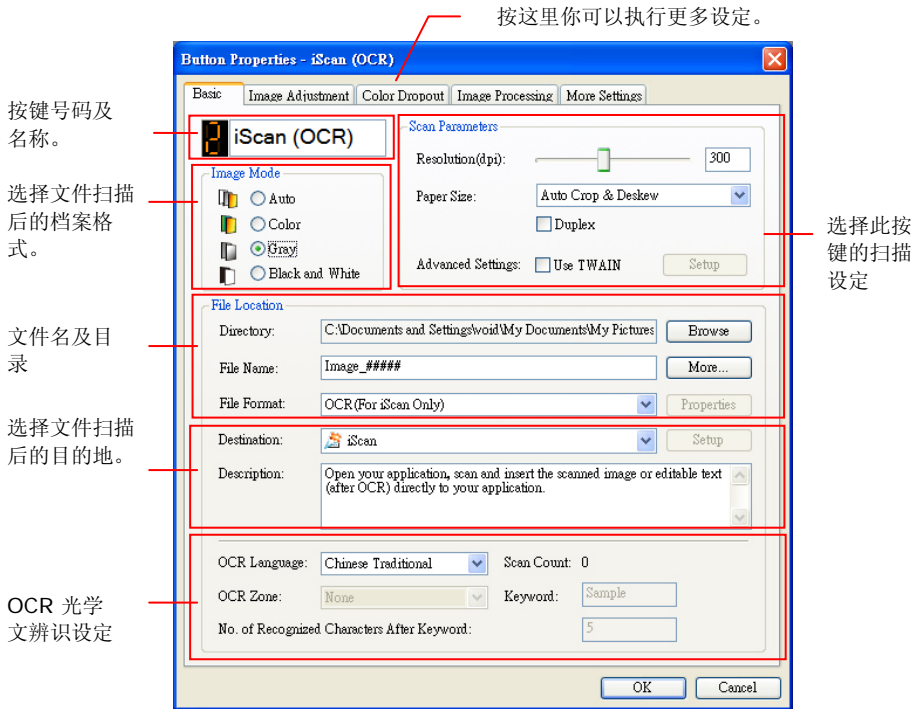 按这里你可以执行更多设定。
Button Properties - iScan (OCR)
Basic Image Adjustment Color Dropout Image Processing More Settings
按键号码及
名称。
2 iScan (OCR)
选择文件扫描
后的档案格
式。
Image Mode
Auto
Color
Gray
Black and White
Scan Parameters
Resolution(dpi): 300
Paper Size: Auto Crop & Deskew
Duplex
Advanced Settings: Use TWAIN Setup
选择此按
键的扫描
设定
文件名及目
录
File Location
Directory: C:\Documents and Settings\void\My Documents\My Pictures Browse
File Name: Image_##### More...
File Format: OCR(For iScan Only) Properties
选择文件扫描
后的目的地。
Destination: iScan Setup
Description: Open your application, scan and insert the scanned image or editable text
(after OCR) directly to your application.
OCR 光学
文辨识设定
OCR Language: Chinese Traditional Scan Count: 0
OCR Zone: None Keyword: Sample
No. of Recognized Characters After Keyword: 5
OK Cancel